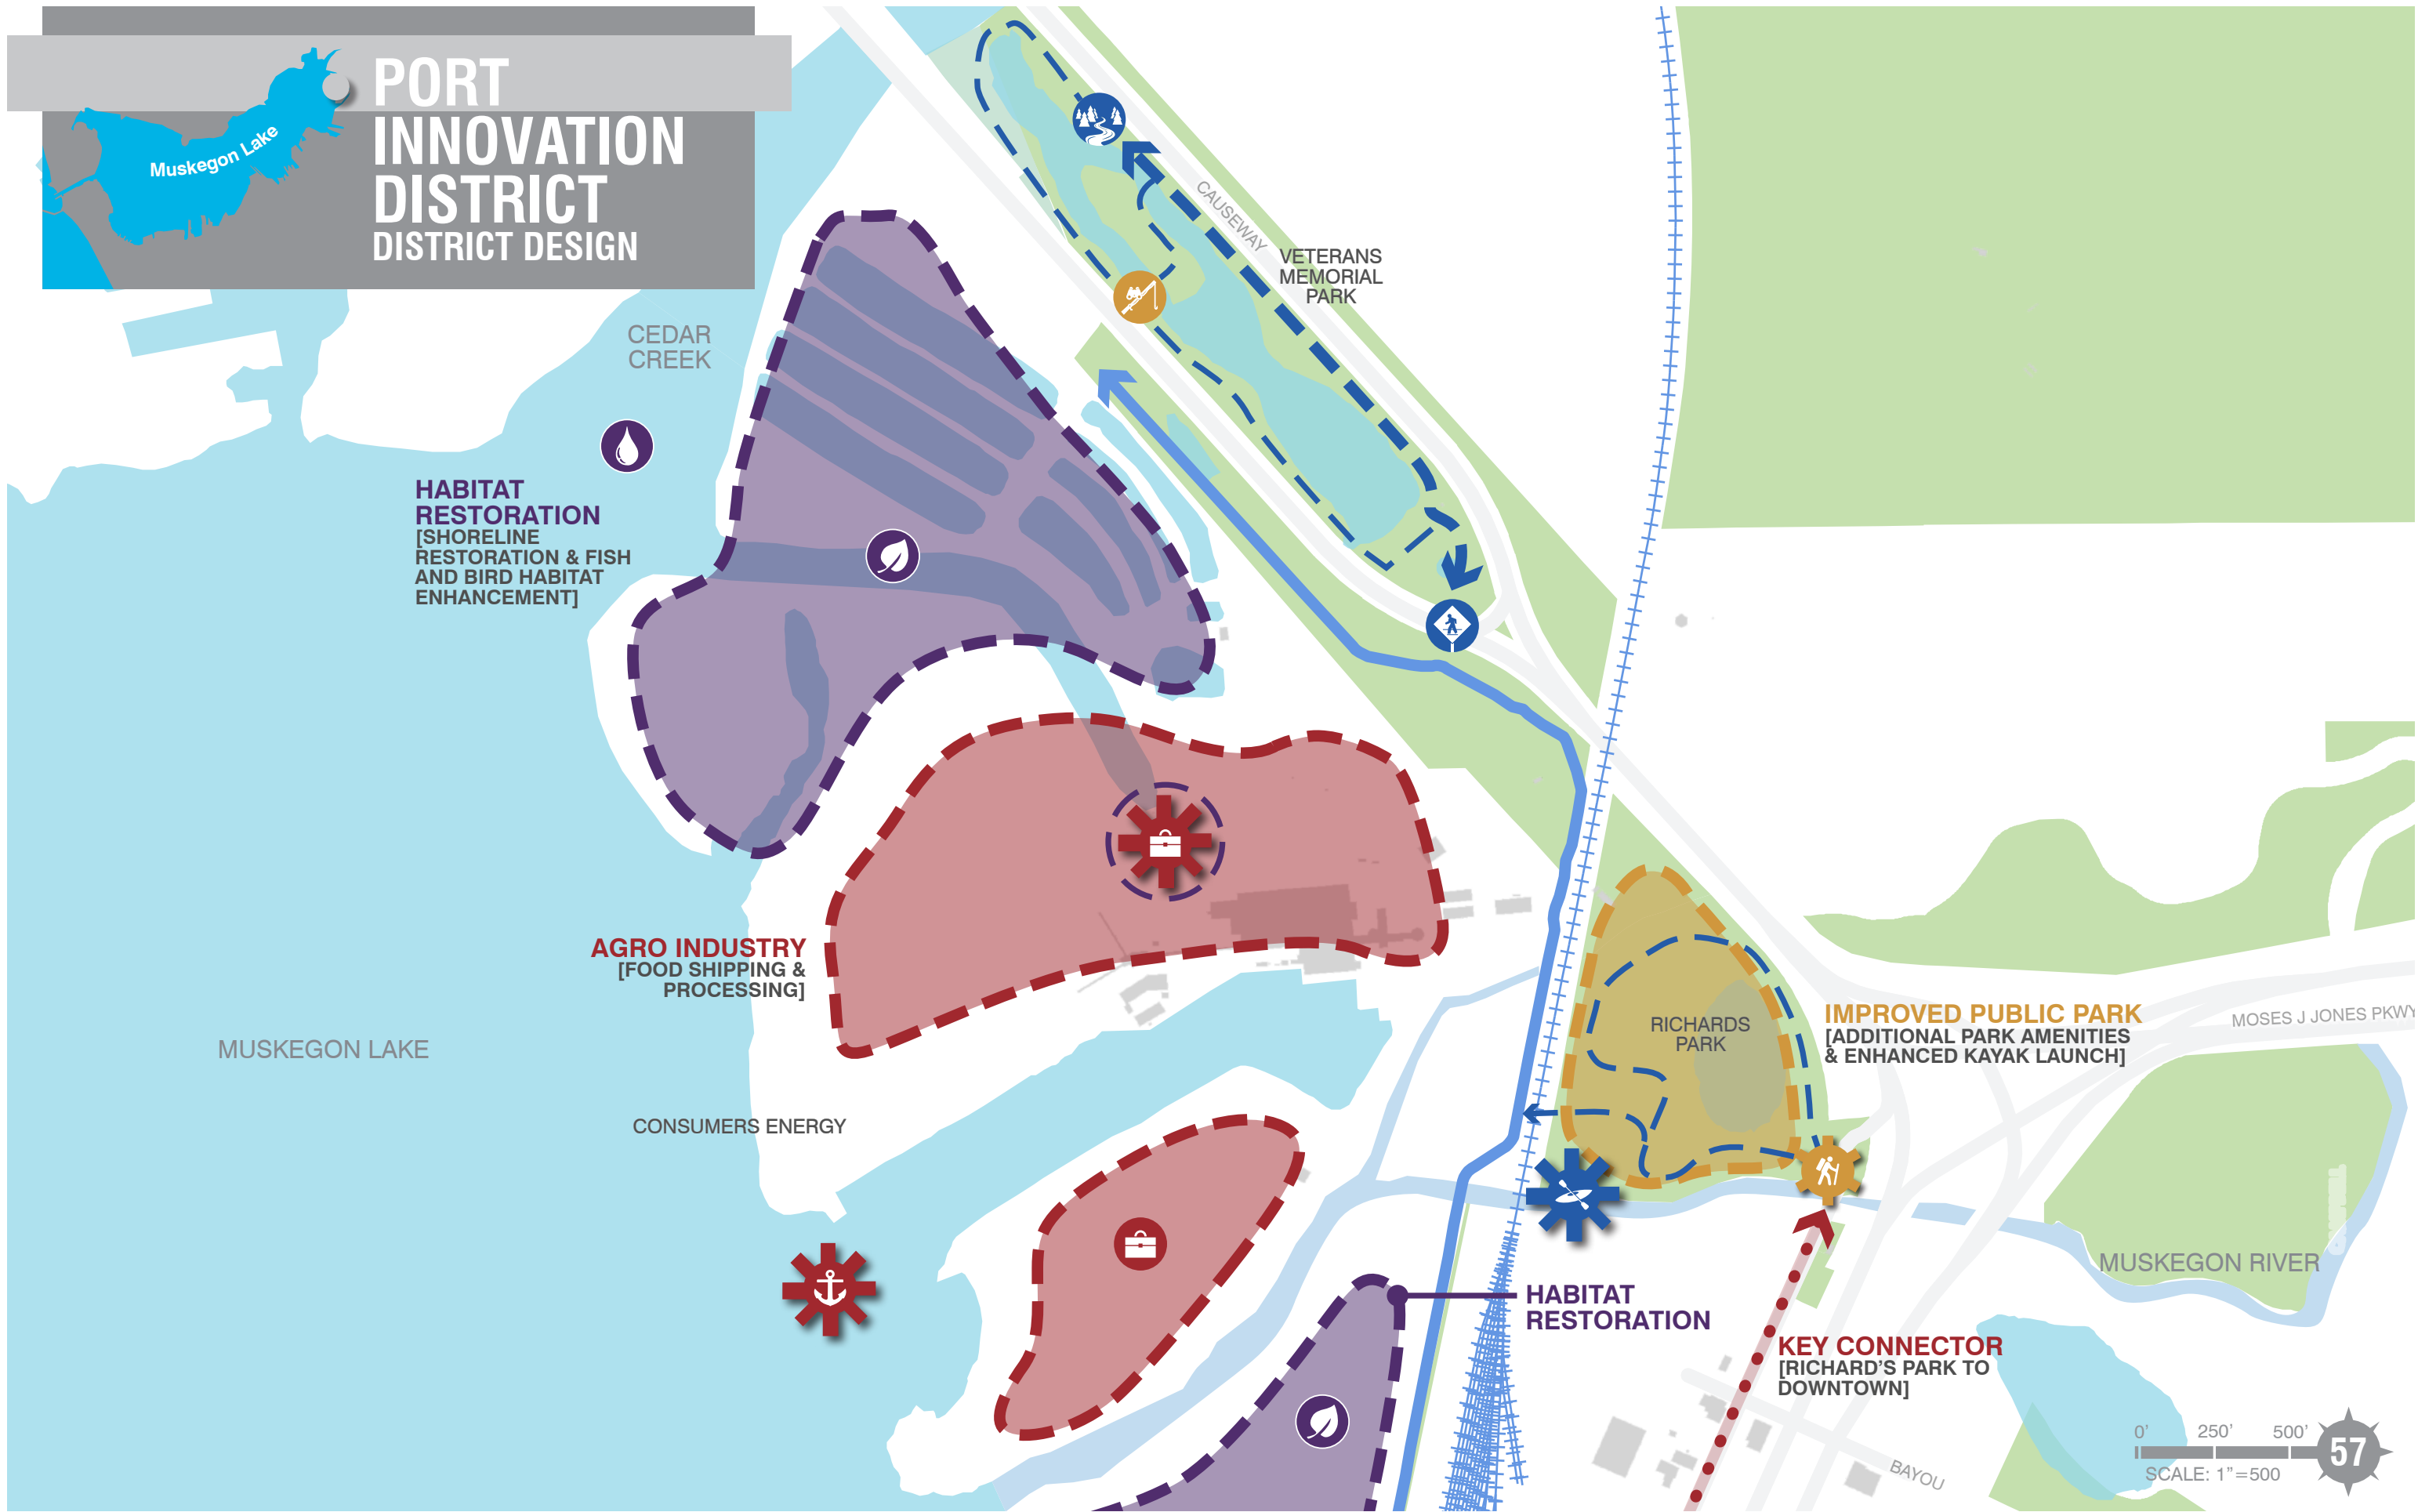 PORT
INNOVATION
DISTRICT
DISTRICT DESIGN
Muskegon Lake
CAUSEWAY
VETERANS
MEMORIAL
PARK
CEDAR
CREEK
HABITAT
RESTORATION
[SHORELINE
RESTORATION & FISH
AND BIRD HABITAT
ENHANCEMENT]
AGRO INDUSTRY
[FOOD SHIPPING &
PROCESSING]
MUSKEGON LAKE
CONSUMERS ENERGY
RICHARDS
PARK
IMPROVED PUBLIC PARK
[ADDITIONAL PARK AMENITIES
& ENHANCED KAYAK LAUNCH]
MOSES J JONES PKWY
MUSKEGON RIVER
HABITAT
RESTORATION
KEY CONNECTOR
[RICHARD’S PARK TO
DOWNTOWN]
BAYOU
0’ 250’ 500’
SCALE: 1”=500
57